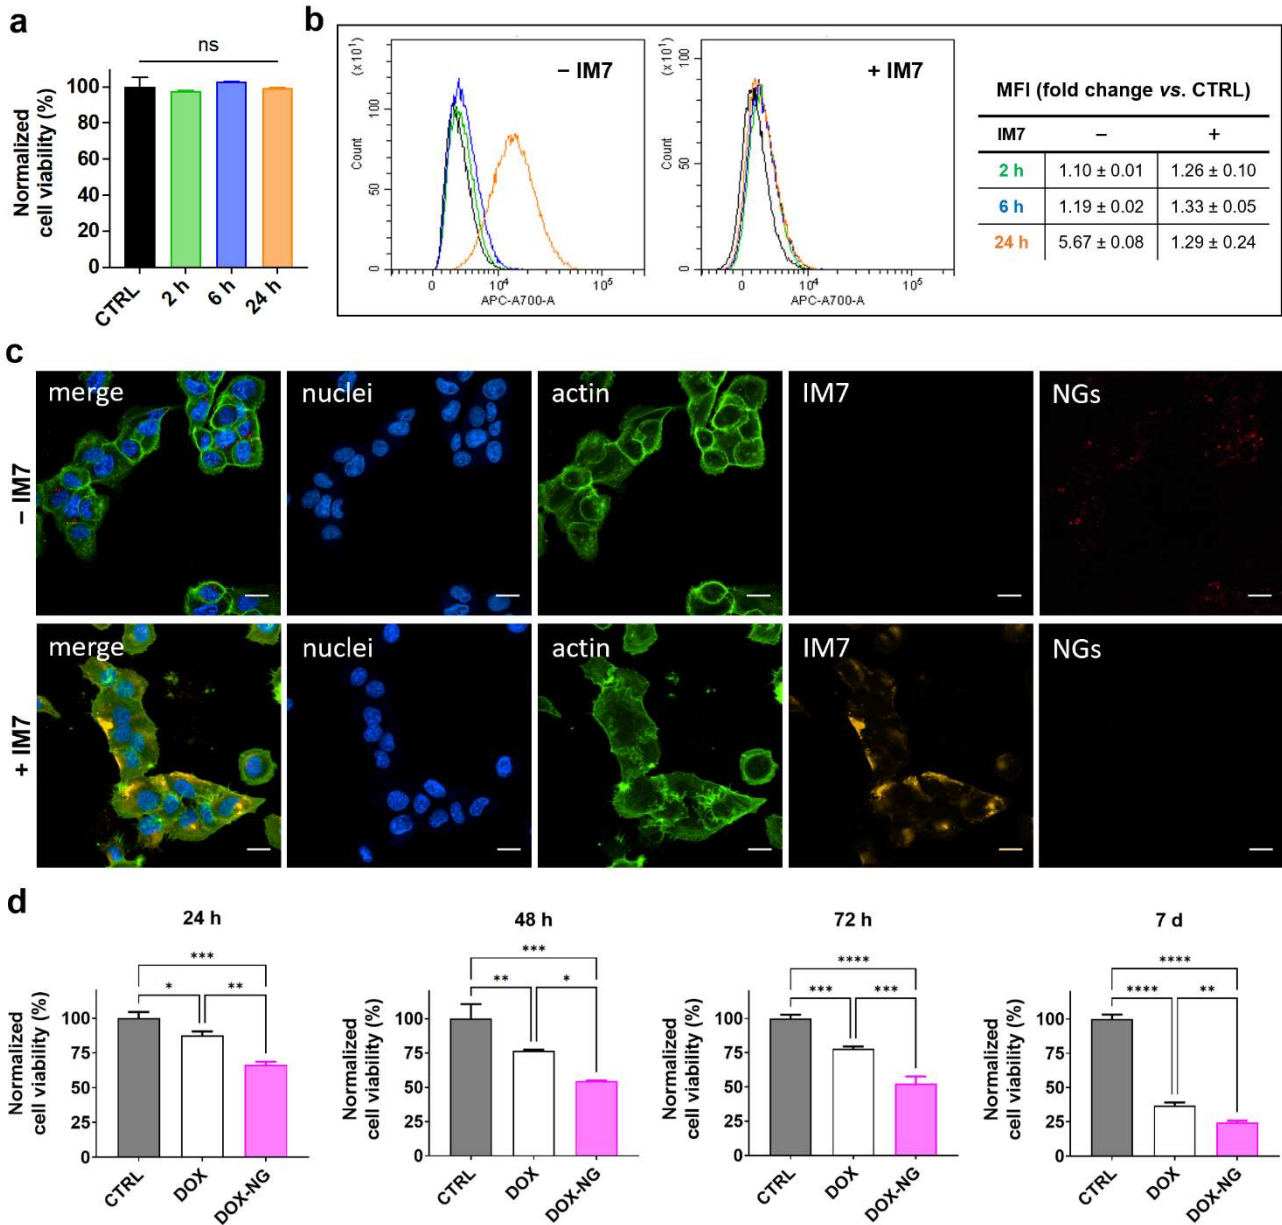 a
ns
Normalized
cell viability (%)
100
80
60
40
20
0
CTRL
2 h
6 h
24 h
b
– IM7
(x 10¹)
Count
100
50
0
0
10⁴
10⁵
APC-A700-A
+ IM7
(x 10¹)
Count
100
50
0
0
10⁴
10⁵
APC-A700-A
MFI (fold change vs. CTRL)
IM7 – +
2 h 1.10 ± 0.01 1.26 ± 0.10
6 h 1.19 ± 0.02 1.33 ± 0.05
24 h 5.67 ± 0.08 1.29 ± 0.24
c
– IM7
merge
nuclei
actin
IM7
NGs
+ IM7
merge
nuclei
actin
IM7
NGs
d
24 h
***
* **
Normalized
cell viability (%)
100
75
50
25
0
CTRL
DOX
DOX-NG
48 h
***
** *
Normalized
cell viability (%)
100
75
50
25
0
CTRL
DOX
DOX-NG
72 h
****
*** ***
Normalized
cell viability (%)
100
75
50
25
0
CTRL
DOX
DOX-NG
7 d
****
**** **
Normalized
cell viability (%)
100
75
50
25
0
CTRL
DOX
DOX-NG